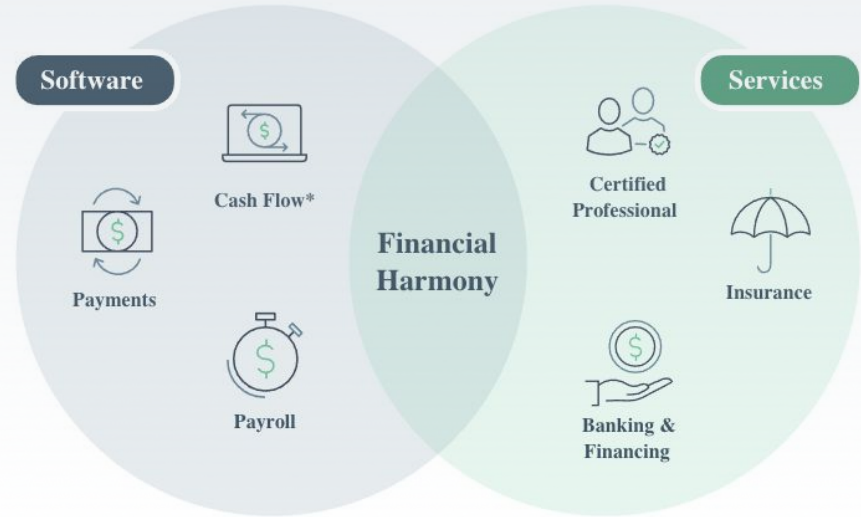 Software
Services
Cash Flow*
Payments
Payroll
Financial
Harmony
Certified
Professional
Insurance
Banking &
Financing